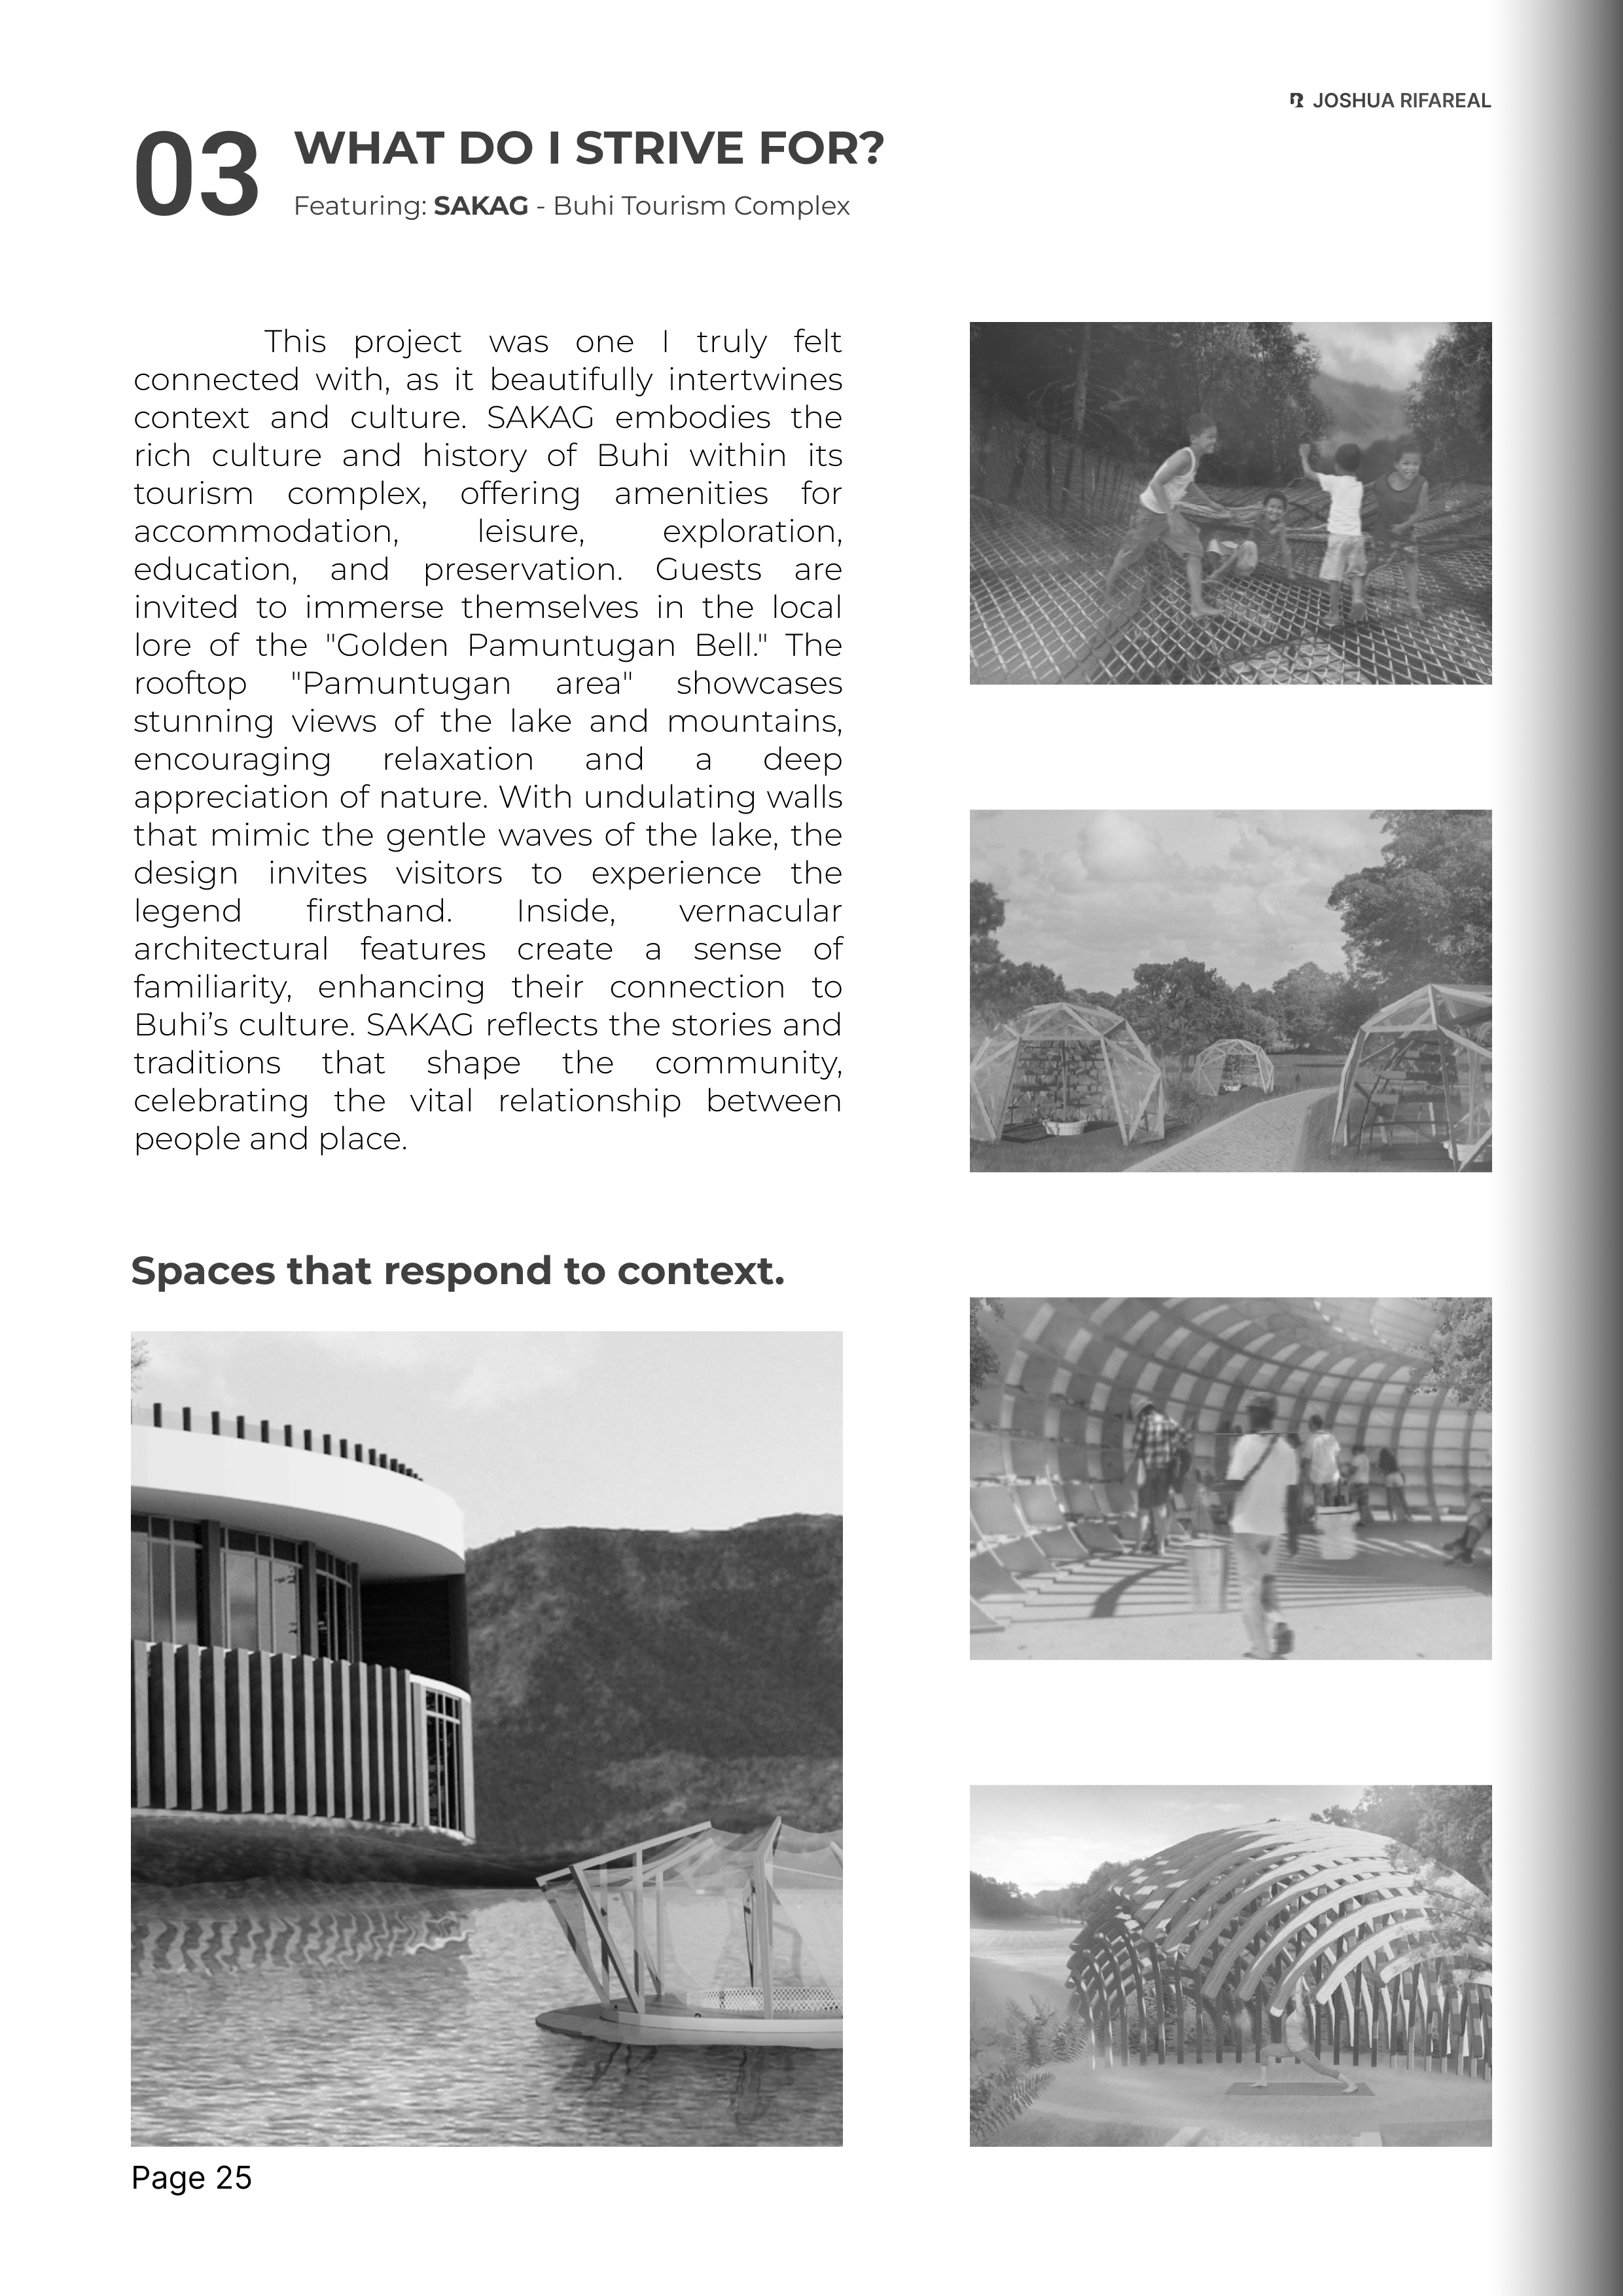 JOSHUA RIFAREAL
03
WHAT DO I STRIVE FOR?
Featuring: SAKAG - Buhi Tourism Complex
This project was one I truly felt
connected with, as it beautifully intertwines
context and culture. SAKAG embodies the
rich culture and history of Buhi within its
tourism complex, offering amenities for
accommodation, leisure, exploration,
education, and preservation. Guests are
invited to immerse themselves in the local
lore of the "Golden Pamuntugan Bell." The
rooftop "Pamuntugan area" showcases
stunning views of the lake and mountains,
encouraging relaxation and a deep
appreciation of nature. With undulating walls
that mimic the gentle waves of the lake, the
design invites visitors to experience the
legend firsthand. Inside, vernacular
architectural features create a sense of
familiarity, enhancing their connection to
Buhi’s culture. SAKAG reflects the stories and
traditions that shape the community,
celebrating the vital relationship between
people and place.
Spaces that respond to context.
Page 25